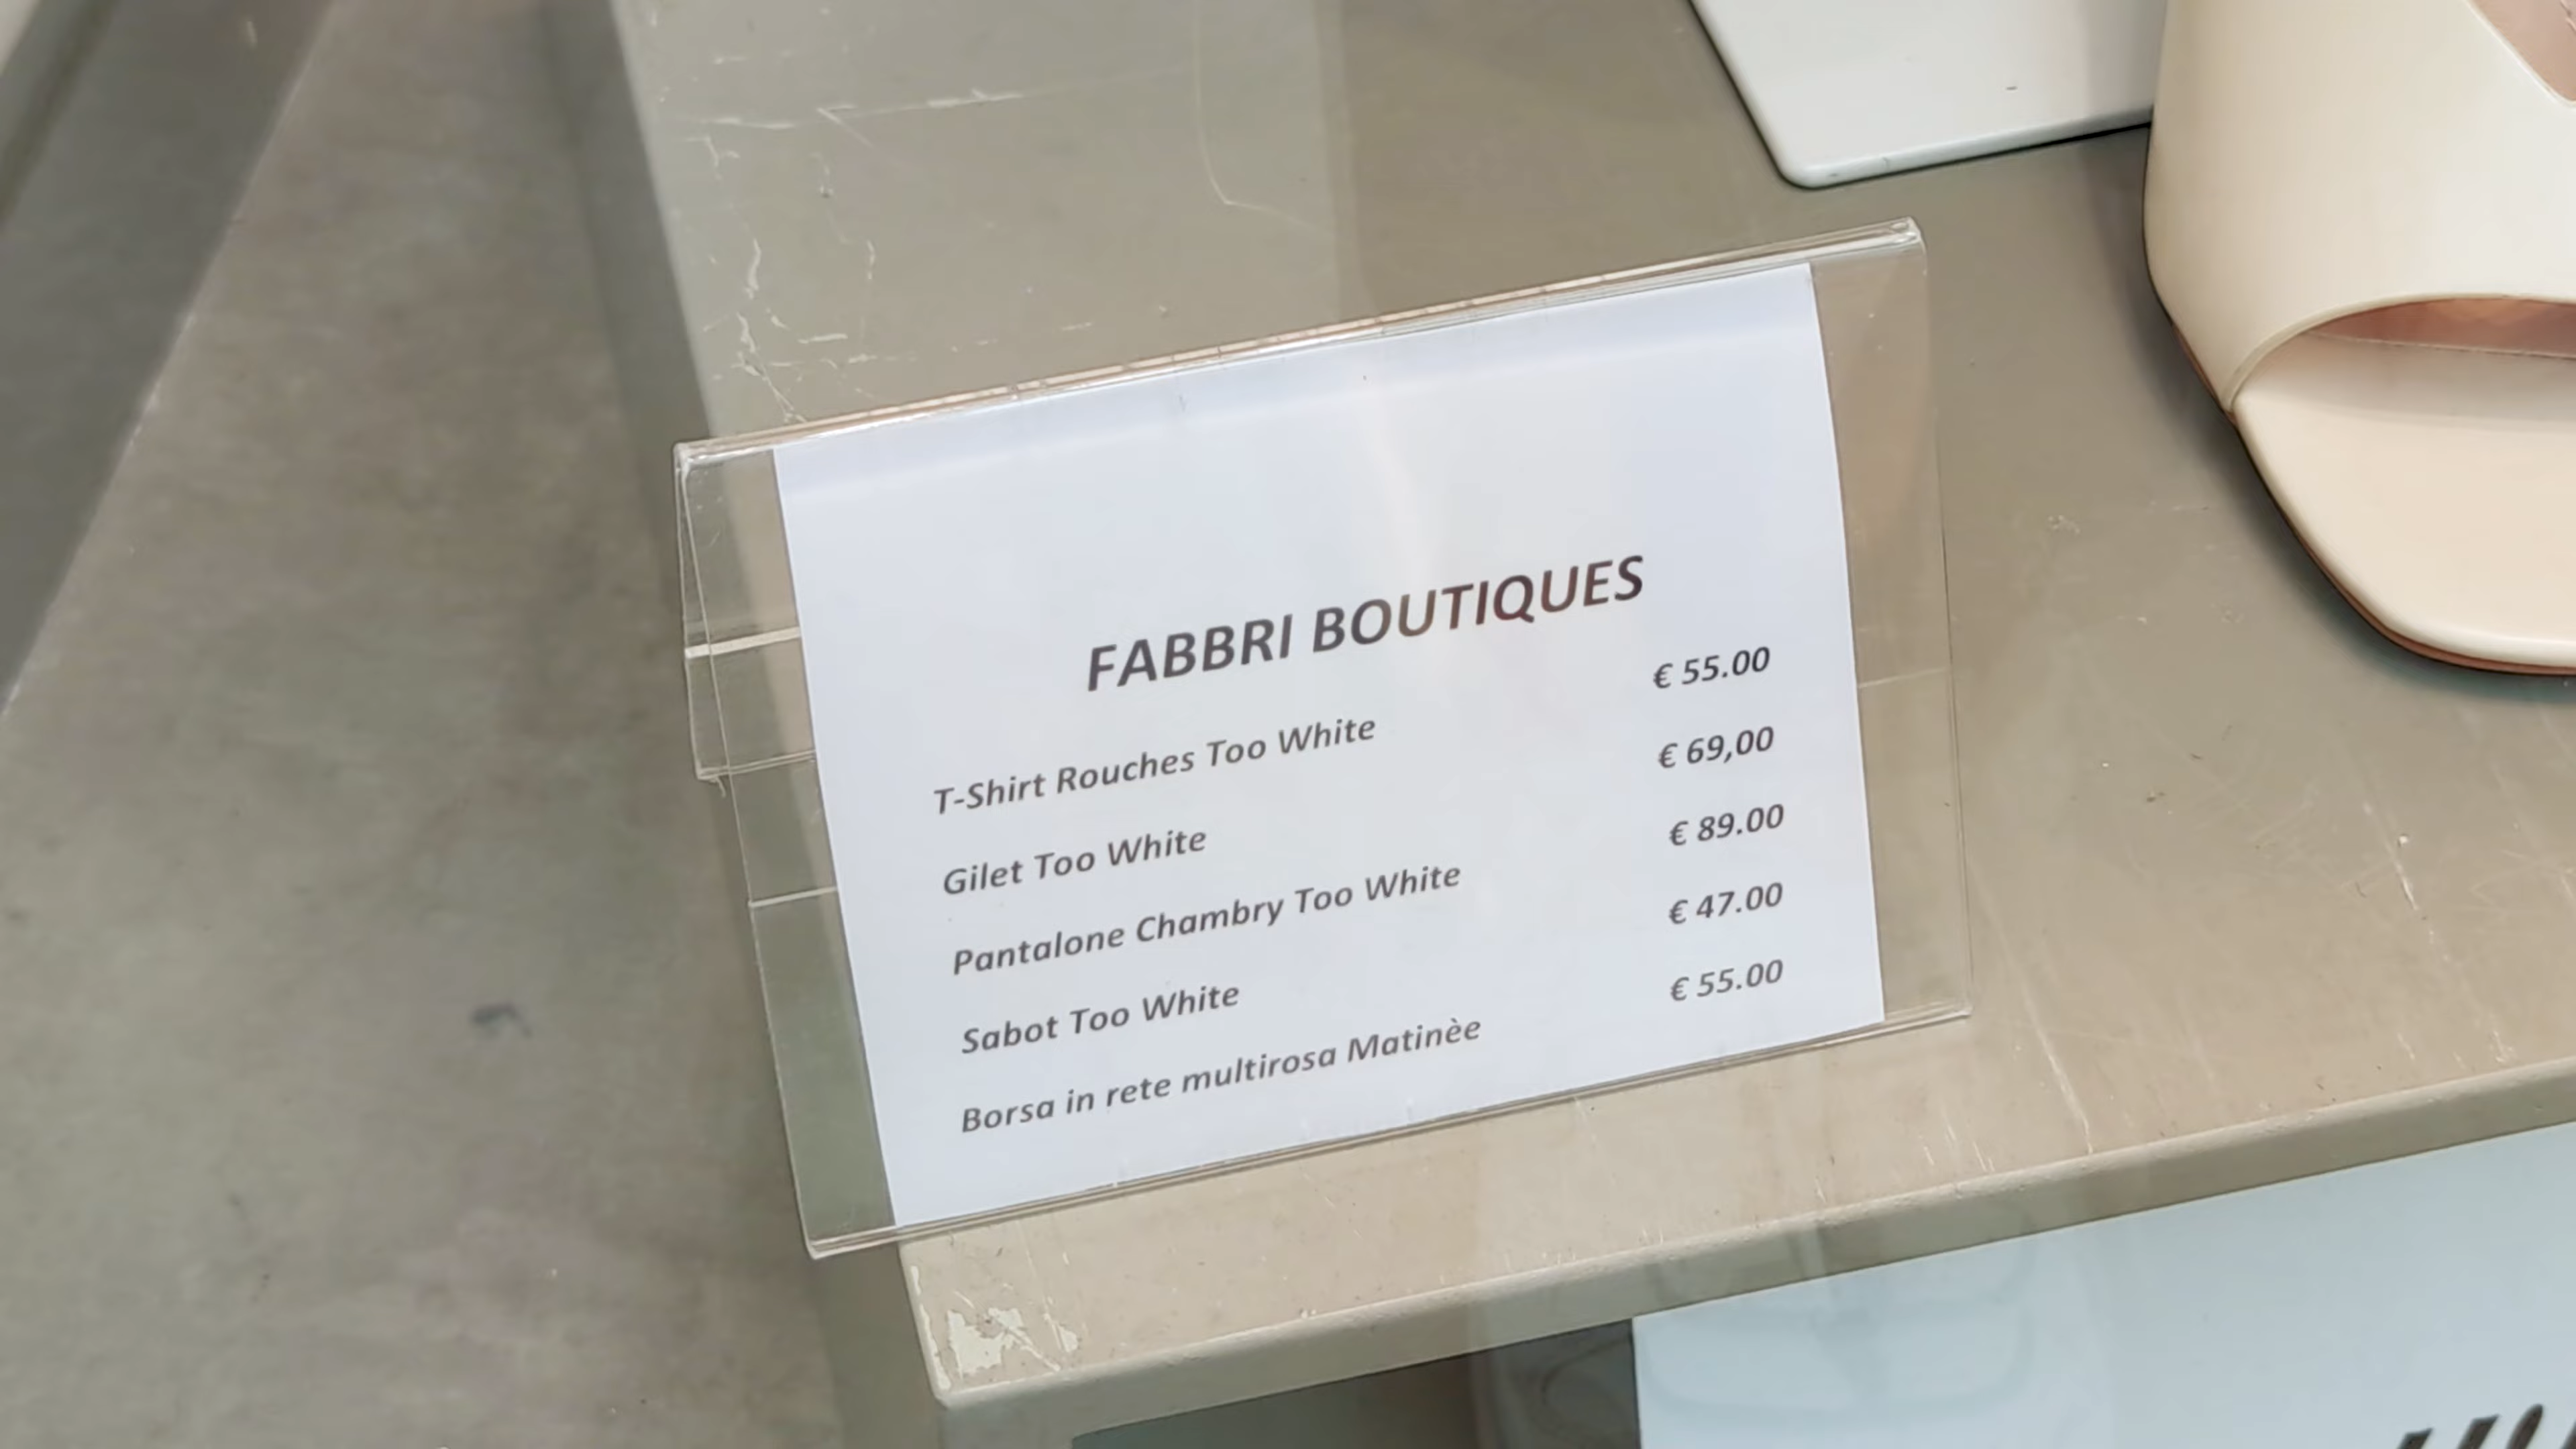 FABBRI BOUTIQUES
T-Shirt Rouches Too White € 55.00
Gilet Too White € 69,00
Pantalone Chambry Too White € 89.00
Sabot Too White € 47.00
Borsa in rete multirosa Matinèe € 55.00